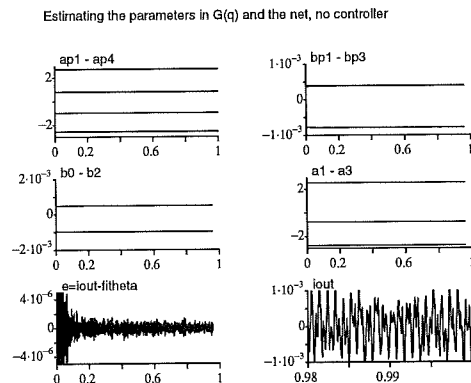 Estimating the parameters in G(q) and the net, no controller
ap1 - ap4
2
−2
0 0.2 0.6 1
bp1 - bp3
1·10⁻³
0
−1·10⁻³
0 0.2 0.6 1
b0 - b2
2·10⁻³
0
−2·10⁻³
0 0.2 0.6 1
a1 - a3
2
−2
0 0.2 0.6 1
e=iout-fitheta
4·10⁻⁶
0
−4·10⁻⁶
0 0.2 0.6 1
iout
1·10⁻³
0
−1·10⁻³
0.98 0.99